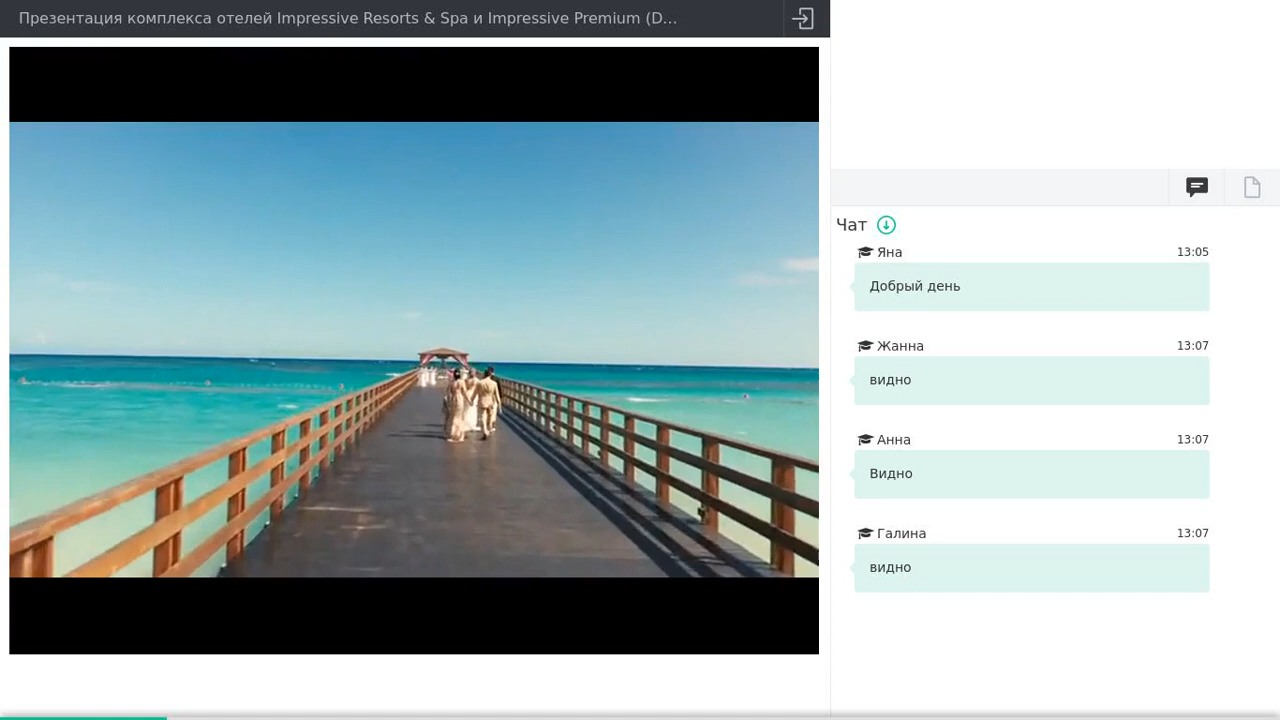 Презентация комплекса отелей Impressive Resorts & Spa и Impressive Premium (D...
Чат
Яна 13:05
Добрый день
Жанна 13:07
видно
Анна 13:07
Видно
Галина 13:07
видно